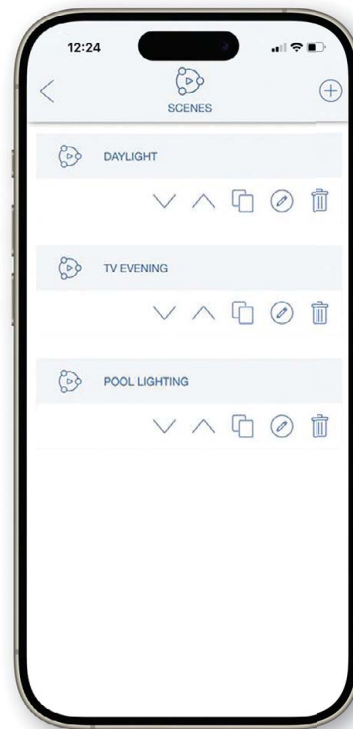 12:24
SCENES
DAYLIGHT
TV EVENING
POOL LIGHTING